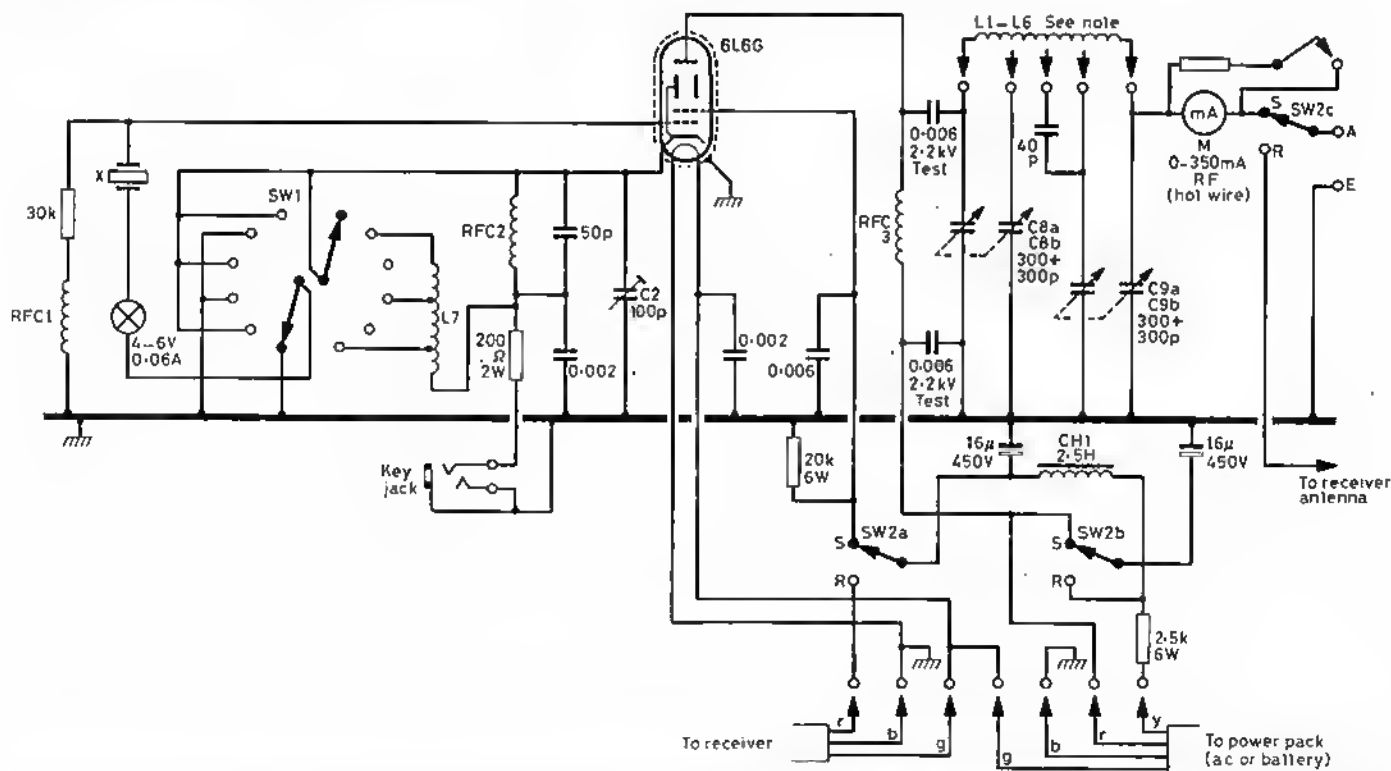 6L6G
L1-L6 See note
X
30k
RFC1
4-6V
0.06A
SW1
L7
RFC2
50p
200
Ω
2W
0.002
C2
100p
0.002
0.006
RFC
3
0.006
2.2kV
Test
0.006
2.2kV
Test
40
p
C8a
C8b
300+
300p
C9a
C9b
300+
300p
mA
M
0-350mA
RF
(hot wire)
S
SW2c
R
A
E
To receiver
antenna
Key
jack
20k
6W
16µ
450V
CH1
2.5H
16µ
450V
S
SW2a
R
S
SW2b
R
2.5k
6W
To receiver
r
b
g
g
b
r
y
To power pack
(ac or battery)